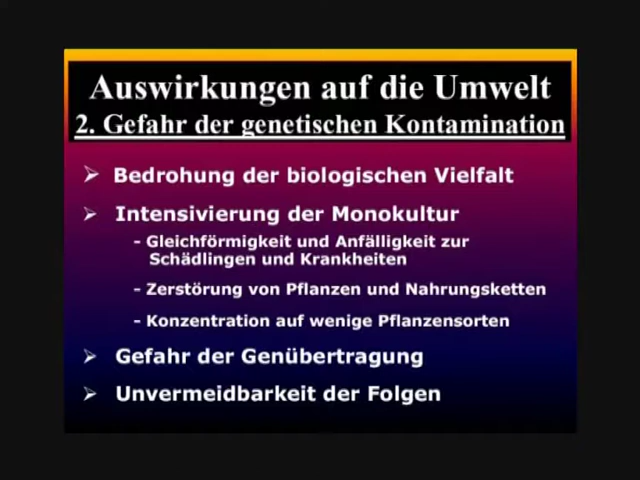 Auswirkungen auf die Umwelt
2. Gefahr der genetischen Kontamination
➢ Bedrohung der biologischen Vielfalt
➢ Intensivierung der Monokultur
- Gleichförmigkeit und Anfälligkeit zur
Schädlingen und Krankheiten
- Zerstörung von Pflanzen und Nahrungsketten
- Konzentration auf wenige Pflanzensorten
➢ Gefahr der Genübertragung
➢ Unvermeidbarkeit der Folgen